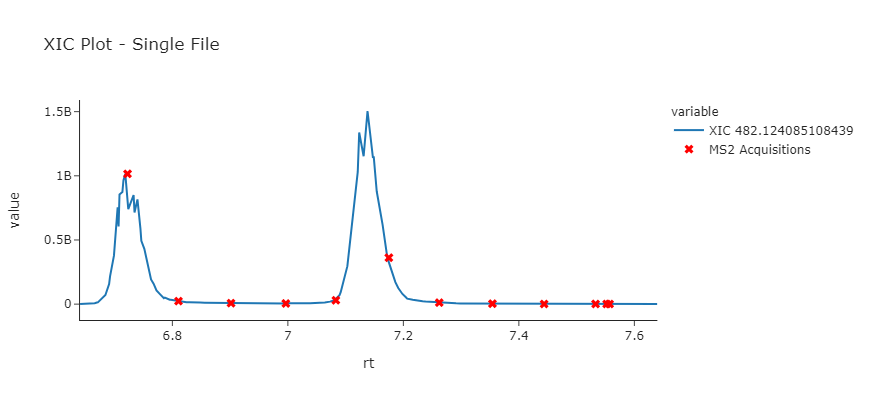 XIC Plot - Single File
variable
XIC 482.124085108439
MS2 Acquisitions
value
1.5B
1B
0.5B
0
6.8
7
7.2
7.4
7.6
rt